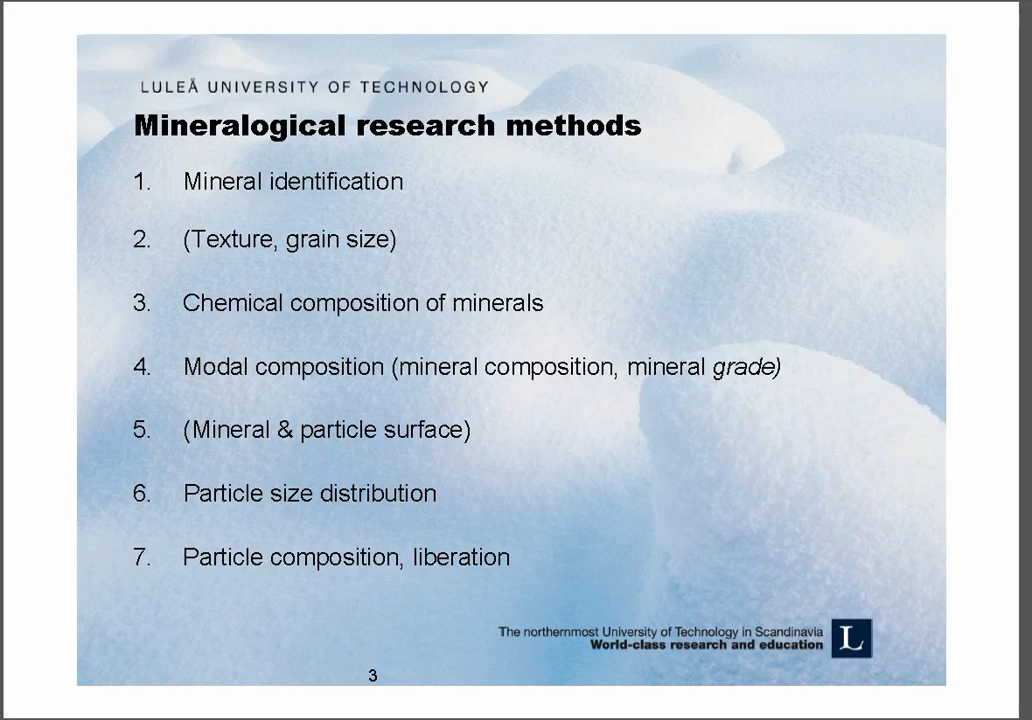 LULEÅ UNIVERSITY OF TECHNOLOGY
Mineralogical research methods
1. Mineral identification
2. (Texture, grain size)
3. Chemical composition of minerals
4. Modal composition (mineral composition, mineral grade)
5. (Mineral & particle surface)
6. Particle size distribution
7. Particle composition, liberation
The northernmost University of Technology in Scandinavia
World-class research and education
L
3